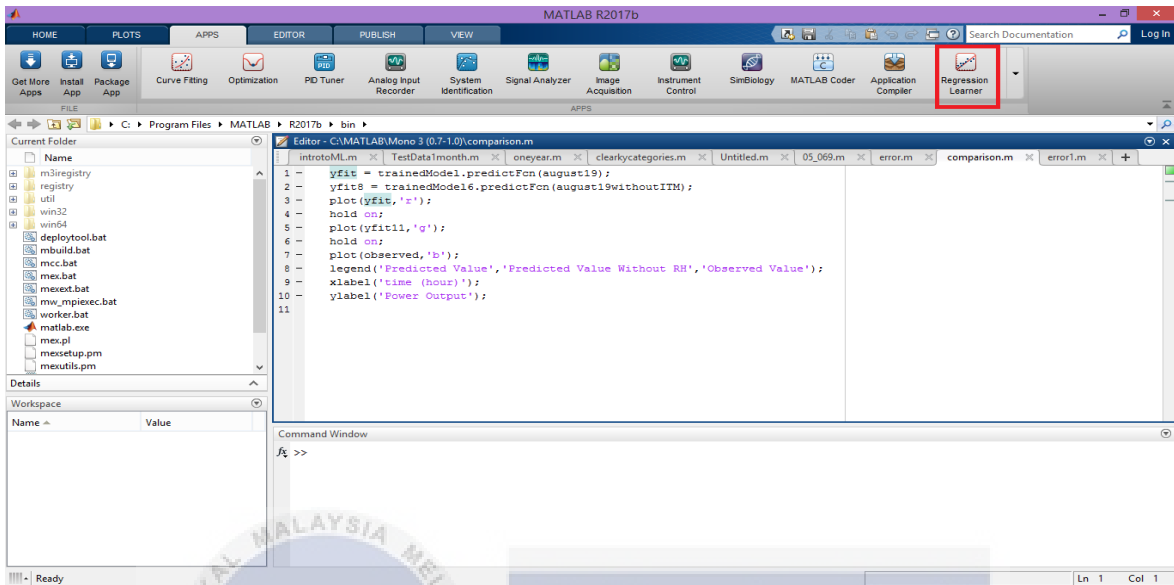 MATLAB R2017b
HOME PLOTS APPS EDITOR PUBLISH VIEW Search Documentation Log In
Get More Apps Install App Package App Curve Fitting Optimization PID Tuner Analog Input Recorder System Identification Signal Analyzer Image Acquisition Instrument Control SimBiology MATLAB Coder Application Compiler Regression Learner
FILE APPS
C: Program Files MATLAB R2017b bin
Current Folder
Name
m3iregistry
registry
util
win32
win64
deploytool.bat
mbuild.bat
mcc.bat
mex.bat
mexext.bat
mw_mpiexec.bat
worker.bat
matlab.exe
mex.pl
mexsetup.pm
mexutils.pm
Details
Workspace
Name Value
Editor - C:\MATLAB\Mono 3 (0.7-1.0)\comparison.m
introtoML.m TestData1month.m oneyear.m clearkycategories.m Untitled.m 05_069.m error.m comparison.m error1.m +
1 - yfit = trainedModel.predictFcn(august19);
2 - yfit8 = trainedModel6.predictFcn(august19withoutITM);
3 - plot(yfit,'r');
4 - hold on;
5 - plot(yfit11,'g');
6 - hold on;
7 - plot(observed,'b');
8 - legend('Predicted Value','Predicted Value Without RH','Observed Value');
9 - xlabel('time (hour)');
10 - ylabel('Power Output');
11
Command Window
fx >>
MALAYSIA
Ready Ln 1 Col 1